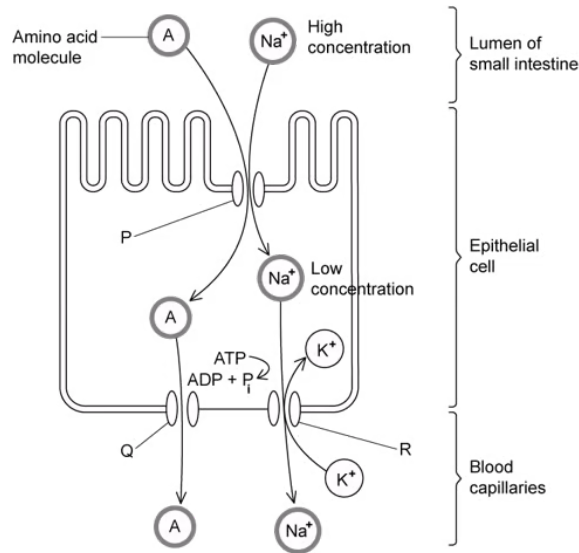 Amino acid
molecule
A
Na+
High
concentration
Lumen of
small intestine
P
Na+
Low
concentration
Epithelial
cell
A
K+
ATP
ADP + Pi
Q
R
K+
Blood
capillaries
A
Na+